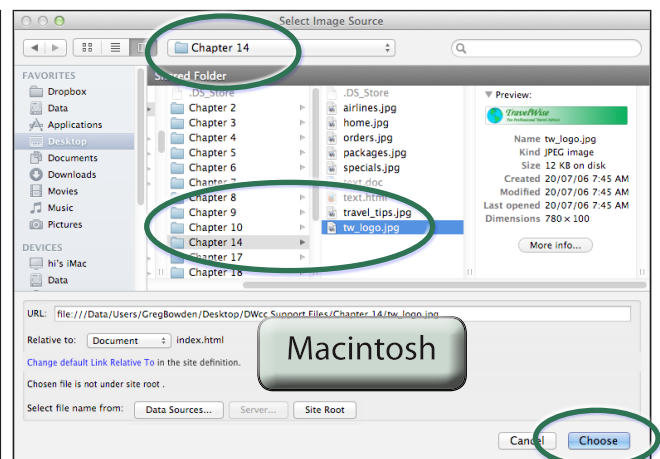 Select Image Source
Chapter 14
FAVORITES
Dropbox
Data
Applications
Desktop
Documents
Downloads
Movies
Music
Pictures
DEVICES
hi's iMac
Data
Shared Folder
.DS_Store
Chapter 2
Chapter 3
Chapter 4
Chapter 5
Chapter 6
Chapter 7
Chapter 8
Chapter 9
Chapter 10
Chapter 14
Chapter 17
Chapter 18
.DS_Store
airlines.jpg
home.jpg
orders.jpg
packages.jpg
specials.jpg
text.doc
text.html
travel_tips.jpg
tw_logo.jpg
Preview:
TravelWise
The Professional Travel Advisers
Name tw_logo.jpg
Kind JPEG image
Size 12 KB on disk
Created 20/07/06 7:45 AM
Modified 20/07/06 7:45 AM
Last opened 20/07/06 7:45 AM
Dimensions 780 × 100
More info...
URL: file:///Data/Users/GregBowden/Desktop/DWcc Support Files/Chapter 14/tw_logo.jpg
Relative to: Document index.html
Change default Link Relative To in the site definition.
Chosen file is not under site root .
Select file name from: Data Sources... Server... Site Root
Macintosh
Cancel Choose